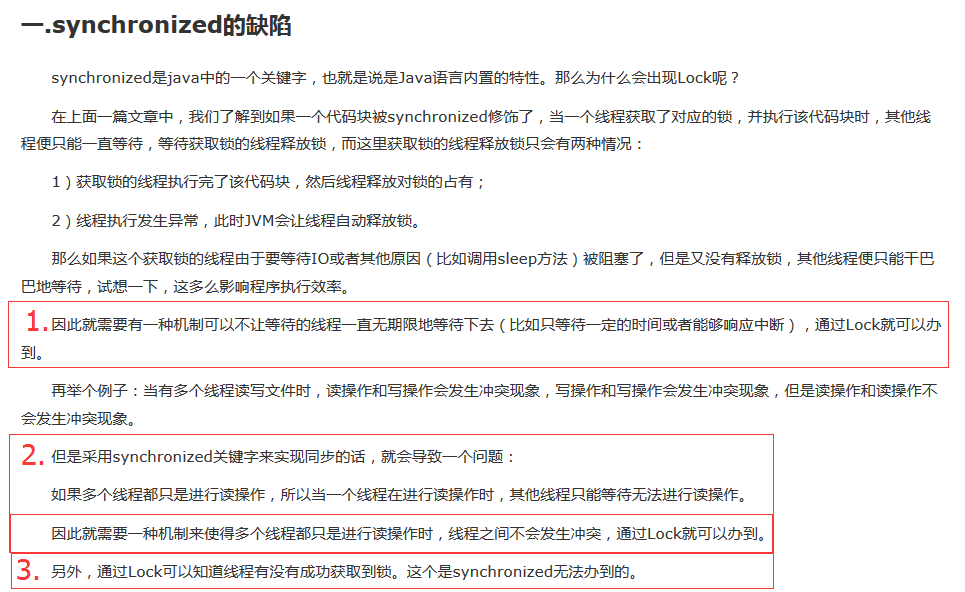 一.synchronized的缺陷
synchronized是java中的一个关键字，也就是说是Java语言内置的特性。那么为什么会出现Lock呢？
在上面一篇文章中，我们了解到如果一个代码块被synchronized修饰了，当一个线程获取了对应的锁，并执行该代码块时，其他线
程便只能一直等待，等待获取锁的线程释放锁，而这里获取锁的线程释放锁只会有两种情况：
1）获取锁的线程执行完了该代码块，然后线程释放对锁的占有；
2）线程执行发生异常，此时JVM会让线程自动释放锁。
那么如果这个获取锁的线程由于要等待IO或者其他原因（比如调用sleep方法）被阻塞了，但是又没有释放锁，其他线程便只能干巴
巴地等待，试想一下，这多么影响程序执行效率。
1.因此就需要有一种机制可以不让等待的线程一直无期限地等待下去（比如只等待一定的时间或者能够响应中断），通过Lock就可以办
到。
再举个例子：当有多个线程读写文件时，读操作和写操作会发生冲突现象，写操作和写操作会发生冲突现象，但是读操作和读操作不
会发生冲突现象。
2.但是采用synchronized关键字来实现同步的话，就会导致一个问题：
如果多个线程都只是进行读操作，所以当一个线程在进行读操作时，其他线程只能等待无法进行读操作。
因此就需要一种机制来使得多个线程都只是进行读操作时，线程之间不会发生冲突，通过Lock就可以办到。
3.另外，通过Lock可以知道线程有没有成功获取到锁。这个是synchronized无法办到的。